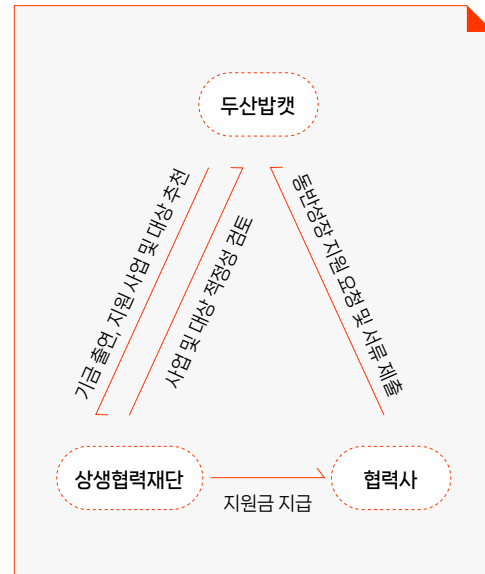 두산밥캣
기금 출연, 지원 사업 및 대상 추천
사업 및 대상 적정성 검토
동반성장 지원 요청 및 서류 제출
상생협력재단
지원금 지급
협력사